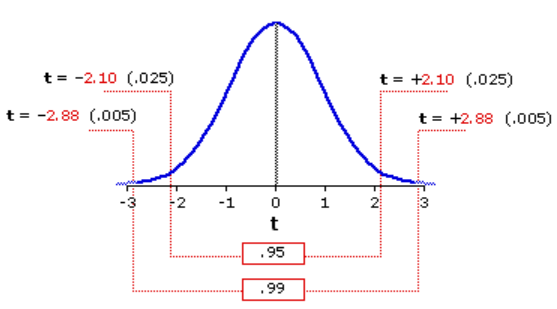 t = −2.10 (.025)
t = +2.10 (.025)
t = −2.88 (.005)
t = +2.88 (.005)
-3 -2 -1 0 1 2 3
t
.95
.99